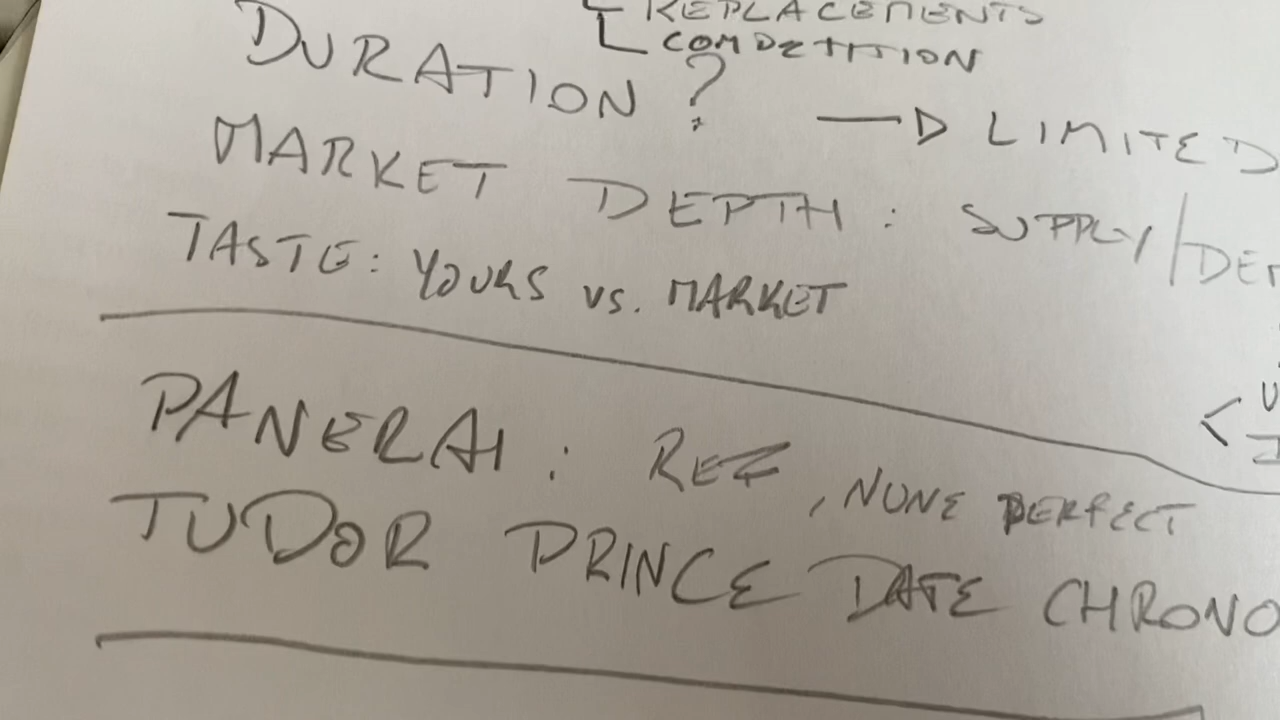 REPLACEMENTS
COMPETITION
DURATION?
→ LIMITED
MARKET DEPTH: SUPPLY/DEM
TASTE: YOURS vs. MARKET
PANERAI: REF, NONE PERFECT
TUDOR PRINCE DATE CHRONO